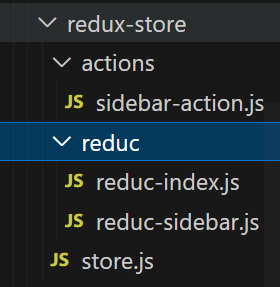 redux-store
actions
JS sidebar-action.js
reduc
JS reduc-index.js
JS reduc-sidebar.js
JS store.js